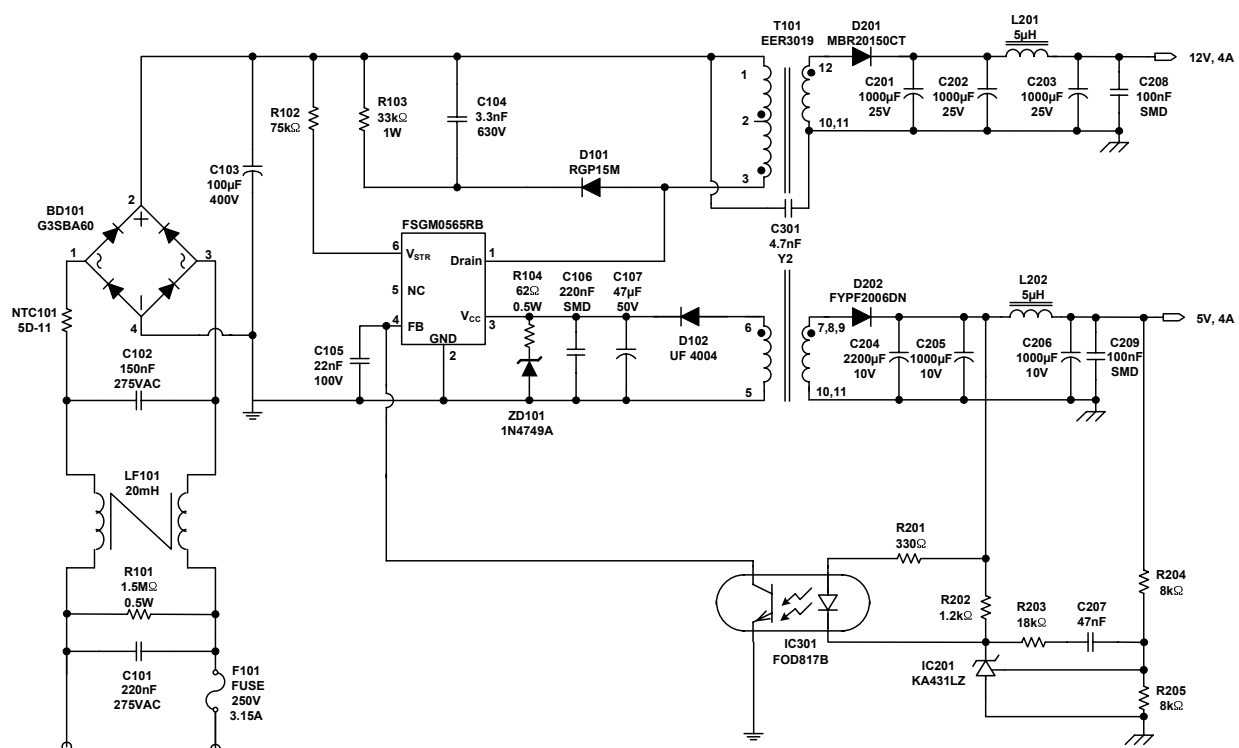 T101
EER3019
D201
MBR20150CT
L201
5µH
12V, 4A
1
2
3
12
10,11
C201
1000µF
25V
C202
1000µF
25V
C203
1000µF
25V
C208
100nF
SMD
R102
75kΩ
R103
33kΩ
1W
C104
3.3nF
630V
D101
RGP15M
C103
100µF
400V
C301
4.7nF
Y2
BD101
G3SBA60
2
1
3
4
NTC101
5D-11
FSGM0565RB
6
VSTR
Drain
1
5
NC
4
FB
VCC
3
GND
2
R104
62Ω
0.5W
C106
220nF
SMD
C107
47µF
50V
D102
UF 4004
ZD101
1N4749A
C105
22nF
100V
6
5
7,8,9
10,11
D202
FYPF2006DN
L202
5µH
5V, 4A
C204
2200µF
10V
C205
1000µF
10V
C206
1000µF
10V
C209
100nF
SMD
C102
150nF
275VAC
LF101
20mH
R101
1.5MΩ
0.5W
C101
220nF
275VAC
F101
FUSE
250V
3.15A
R201
330Ω
R202
1.2kΩ
R203
18kΩ
C207
47nF
R204
8kΩ
IC301
FOD817B
IC201
KA431LZ
R205
8kΩ